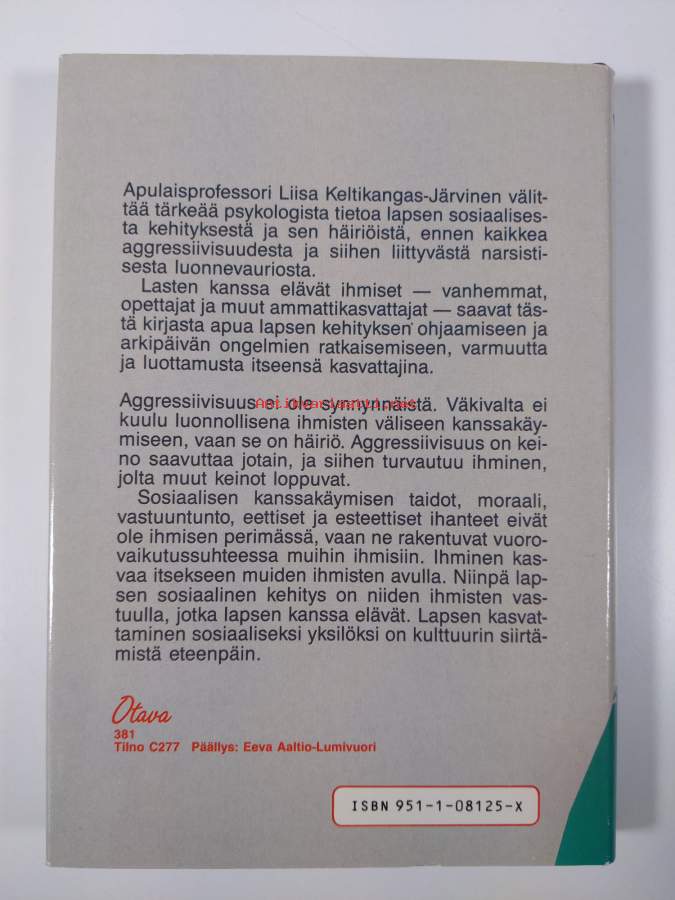 Apulaisprofessori Liisa Keltikangas-Järvinen välit-
tää tärkeää psykologista tietoa lapsen sosiaalises-
ta kehityksestä ja sen häiriöistä, ennen kaikkea
aggressiivisuudesta ja siihen liittyvästä narsisti-
sesta luonnevauriosta.
Lasten kanssa elävät ihmiset — vanhemmat,
opettajat ja muut ammattikasvattajat — saavat täs-
tä kirjasta apua lapsen kehityksen ohjaamiseen ja
arkipäivän ongelmien ratkaisemiseen, varmuutta
ja luottamusta itseensä kasvattajina.
Aggressiivisuus ei ole synnynnäistä. Väkivalta ei
Antikvariaatti.net
kuulu luonnollisena ihmisten väliseen kanssakäy-
miseen, vaan se on häiriö. Aggressiivisuus on kei-
no saavuttaa jotain, ja siihen turvautuu ihminen,
jolta muut keinot loppuvat.
Sosiaalisen kanssakäymisen taidot, moraali,
vastuuntunto, eettiset ja esteettiset ihanteet eivät
ole ihmisen perimässä, vaan ne rakentuvat vuoro-
vaikutussuhteessa muihin ihmisiin. Ihminen kas-
vaa itsekseen muiden ihmisten avulla. Niinpä lap-
sen sosiaalinen kehitys on niiden ihmisten vas-
tuulla, jotka lapsen kanssa elävät. Lapsen kasvat-
taminen sosiaaliseksi yksilöksi on kulttuurin siirtä-
mistä eteenpäin.
Otava
381
Tilno C277 Päällys: Eeva Aaltio-Lumivuori
ISBN 951-1-08125-X